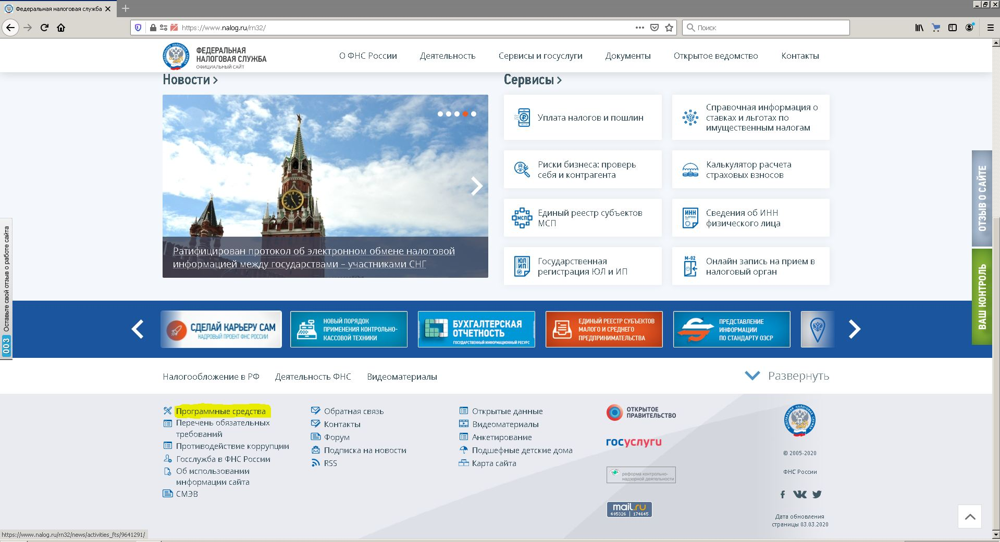 Федеральная налоговая служба
https://www.nalog.ru/rn32/
Поиск
ФЕДЕРАЛЬНАЯ
НАЛОГОВАЯ СЛУЖБА
ОФИЦИАЛЬНЫЙ САЙТ
О ФНС России
Деятельность
Сервисы и госуслуги
Документы
Открытое ведомство
Контакты
Новости
Ратифицирован протокол об электронном обмене налоговой
информацией между государствами – участниками СНГ
Сервисы
Уплата налогов и пошлин
Справочная информация о
ставках и льготах по
имущественным налогам
Риски бизнеса: проверь
себя и контрагента
Калькулятор расчета
страховых взносов
МСП
Единый реестр субъектов
МСП
ИНН
Сведения об ИНН
физического лица
ЮЛ
ИП
Государственная
регистрация ЮЛ и ИП
М-02
Онлайн запись на прием в
налоговый орган
ОТЗЫВ О САЙТЕ
ВАШ КОНТРОЛЬ
Оставьте свой отзыв о работе сайта
003
СДЕЛАЙ КАРЬЕРУ САМ
КАДРОВЫЙ ПРОЕКТ ФНС РОССИИ
НОВЫЙ ПОРЯДОК
ПРИМЕНЕНИЯ КОНТРОЛЬНО-
КАССОВОЙ ТЕХНИКИ
БУХГАЛТЕРСКАЯ
ОТЧЕТНОСТЬ
ГОСУДАРСТВЕННЫЙ ИНФОРМАЦИОННЫЙ РЕСУРС
ЕДИНЫЙ РЕЕСТР СУБЪЕКТОВ
МАЛОГО И СРЕДНЕГО
ПРЕДПРИНИМАТЕЛЬСТВА
ПРЕДСТАВЛЕНИЕ
ИНФОРМАЦИИ
ПО СТАНДАРТУ ОЭСР
Налогообложение в РФ
Деятельность ФНС
Видеоматериалы
Развернуть
Программные средства
Перечень обязательных
требований
Противодействие коррупции
Госслужба в ФНС России
Об использовании
информации сайта
СМЭВ
Обратная связь
Контакты
Форум
Подписка на новости
RSS
Открытые данные
Видеоматериалы
Анкетирование
Подшефные детские дома
Карта сайта
ОТКРЫТОЕ
ПРАВИТЕЛЬСТВО
госуслуги
реформа контрольно-
надзорной деятельности
mail.ru
405326 | 174645
© 2005-2020
ФНС России
Дата обновления
страницы 03.03.2020
https://www.nalog.ru/rn32/news/activities_fts/9641291/